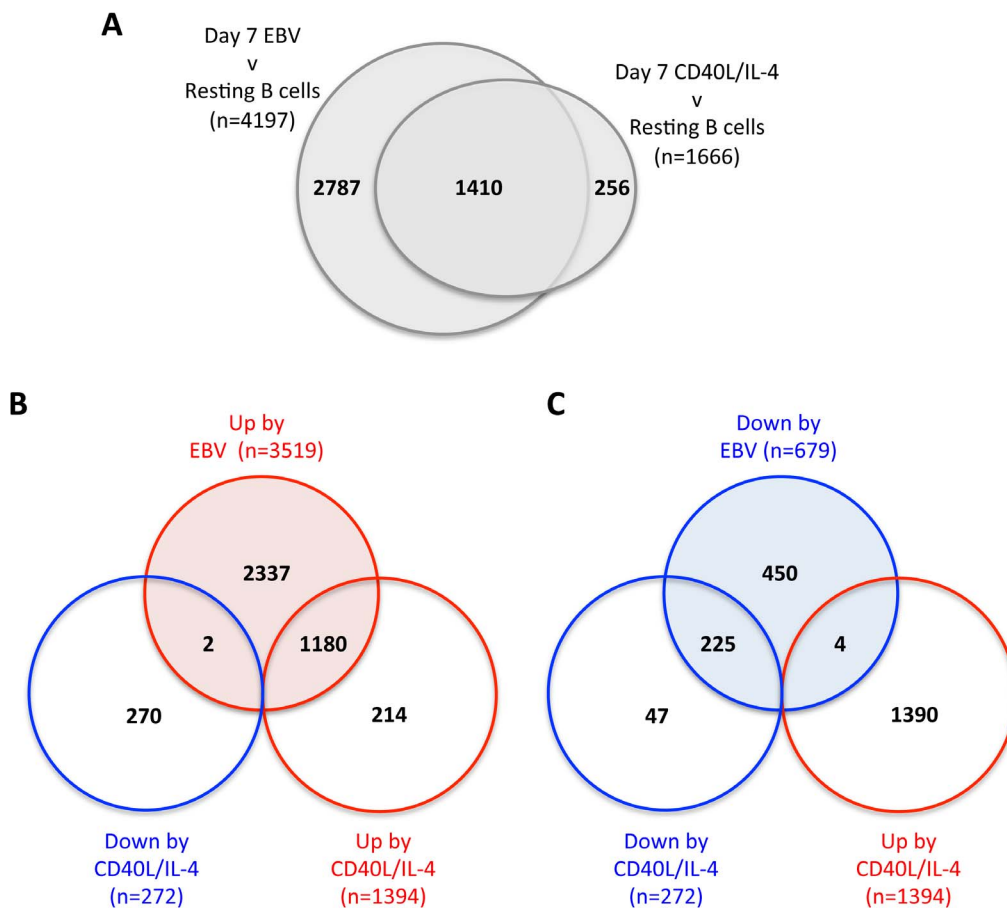 A
Day 7 EBV
v
Resting B cells
(n=4197)
Day 7 CD40L/IL-4
v
Resting B cells
(n=1666)
2787
1410
256
B
Up by
EBV (n=3519)
2337
2
1180
270
214
Down by
CD40L/IL-4
(n=272)
Up by
CD40L/IL-4
(n=1394)
C
Down by
EBV (n=679)
450
225
4
47
1390
Down by
CD40L/IL-4
(n=272)
Up by
CD40L/IL-4
(n=1394)